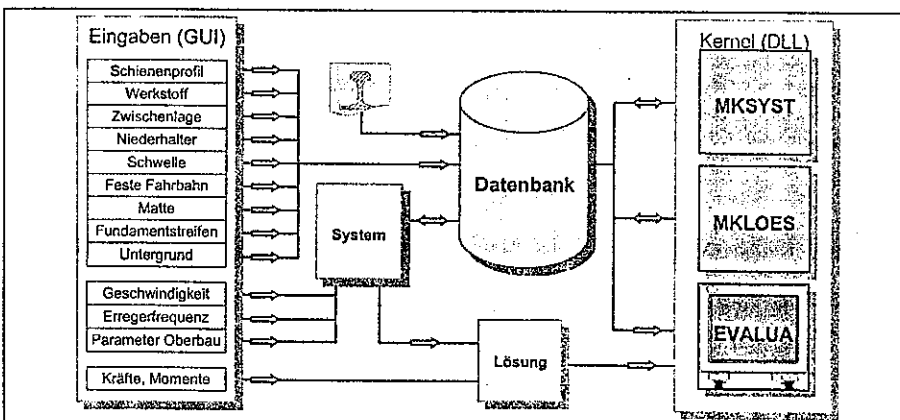 Eingaben (GUI)
Schienenprofil
Werkstoff
Zwischenlage
Niederhalter
Schwelle
Feste Fahrbahn
Matte
Fundamentstreifen
Untergrund
Geschwindigkeit
Erregerfrequenz
Parameter Oberbau
Kräfte, Momente
System
Datenbank
Lösung
Kernel (DLL)
MKSYST
MKLOES
EVALUA